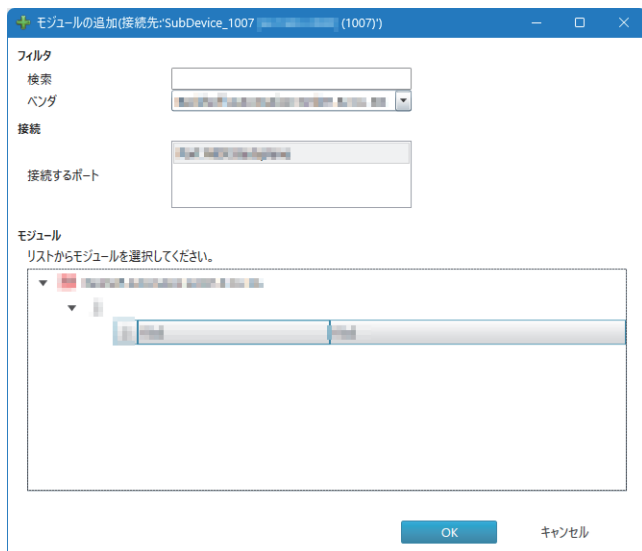 モジュールの追加(接続先:'SubDevice_1007 (1007)')
フィルタ
検索
ベンダ
接続
接続するポート
モジュール
リストからモジュールを選択してください。
OK
キャンセル